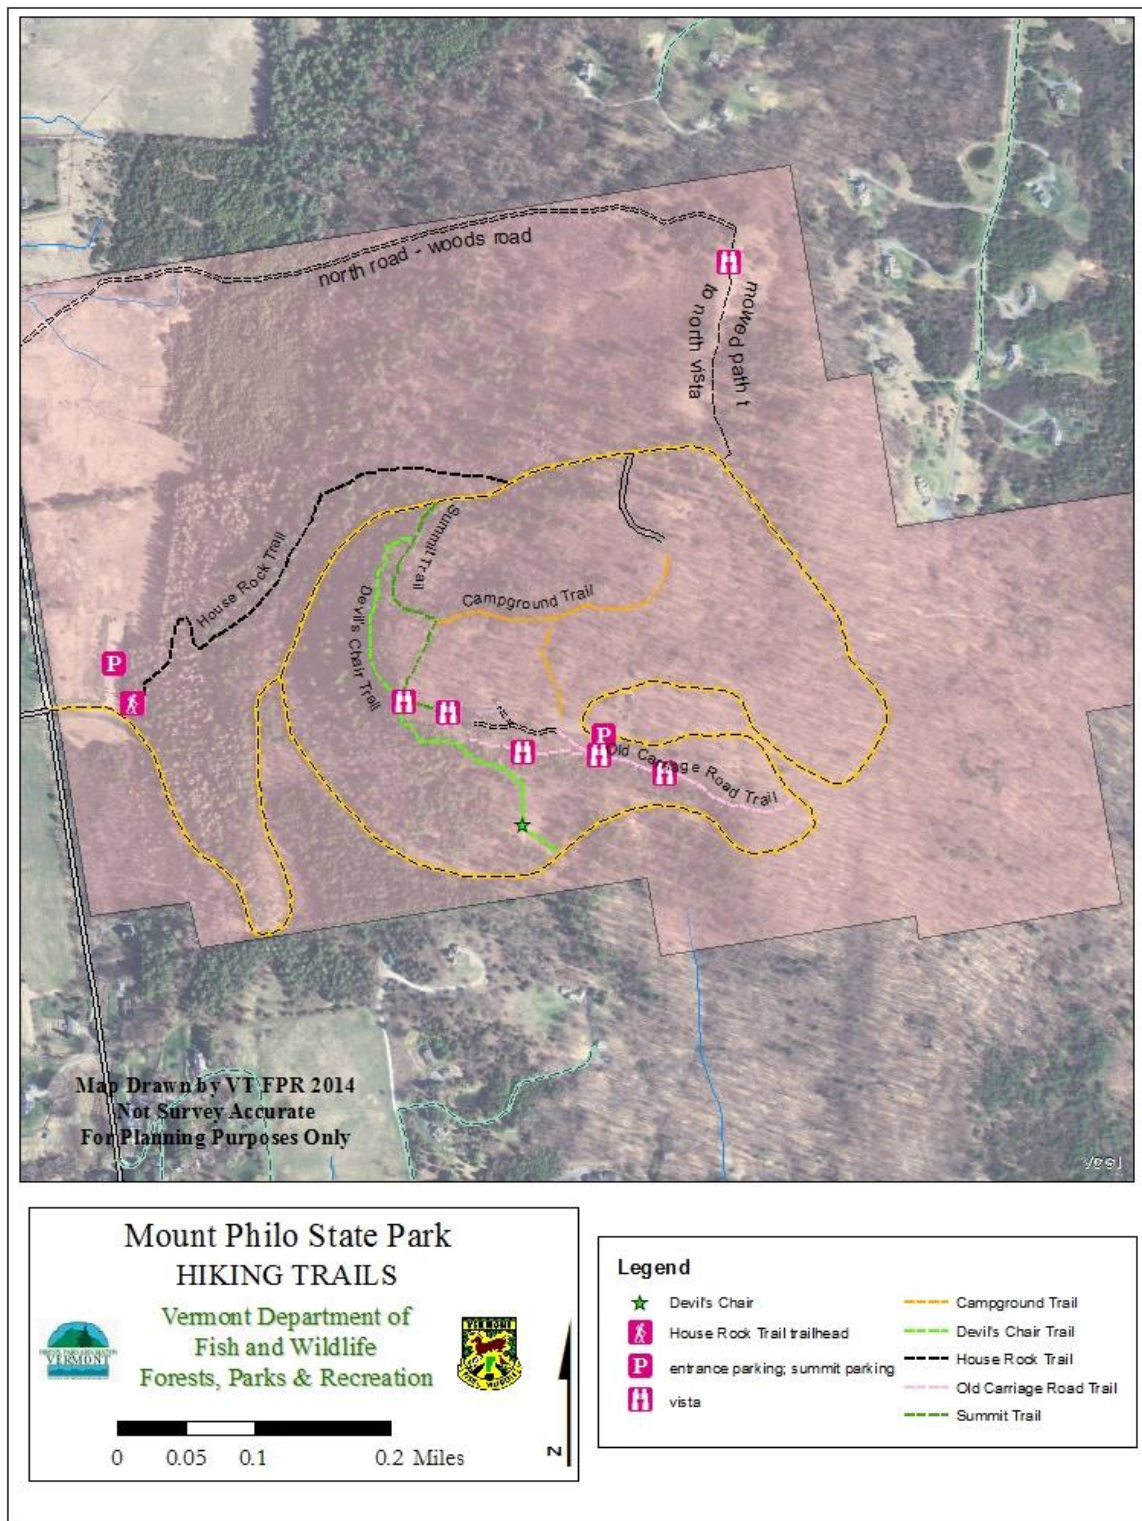 north road - woods road
mowed path t
to north vista
House Rock Trail
Summit Trail
Devil's Chair Trail
Campground Trail
P
P
Old Carriage Road Trail
Map Drawn by VT FPR 2014
Not Survey Accurate
For Planning Purposes Only
Mount Philo State Park
HIKING TRAILS
Vermont Department of
Fish and Wildlife
Forests, Parks & Recreation
VERMONT
VERMONT
0 0.05 0.1 0.2 Miles
N
Legend
Devil's Chair
House Rock Trail trailhead
P entrance parking; summit parking
vista
Campground Trail
Devil's Chair Trail
House Rock Trail
Old Carriage Road Trail
Summit Trail